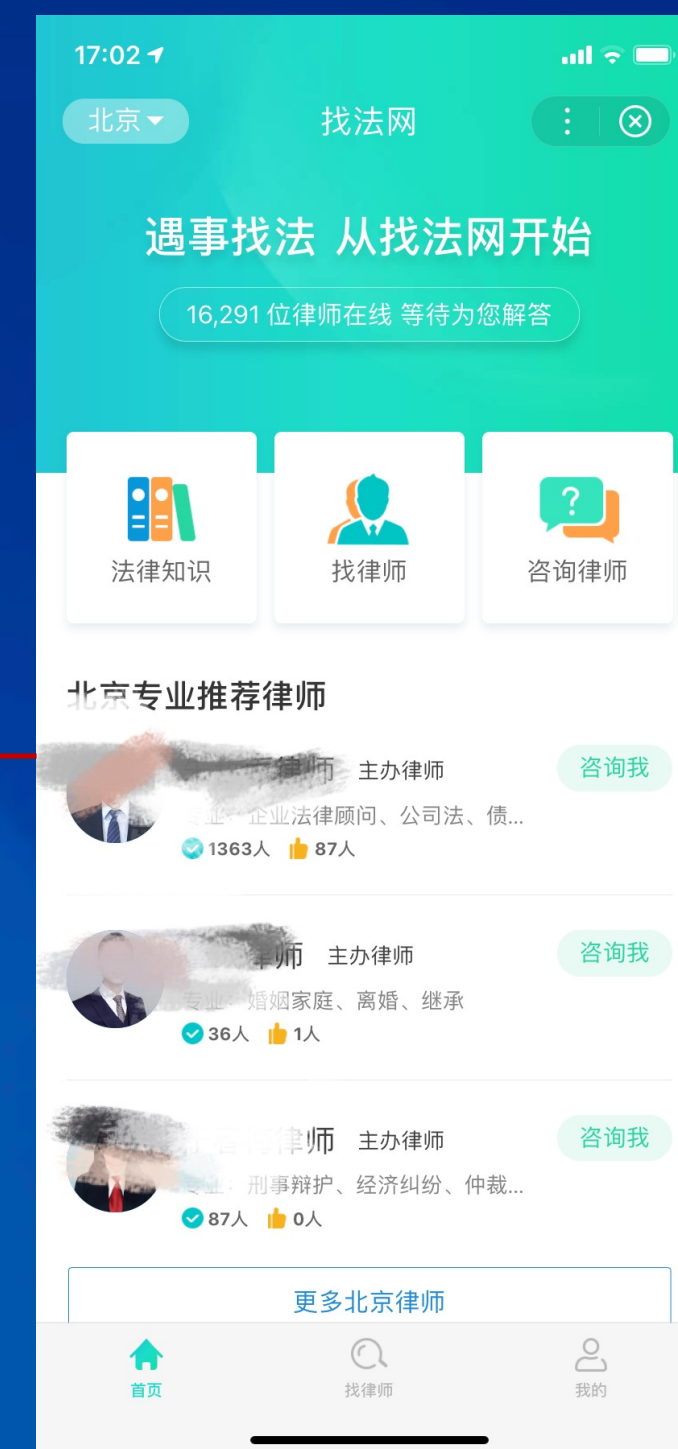 17:02
北京
找法网
遇事找法 从找法网开始
16,291 位律师在线 等待为您解答
法律知识
找律师
咨询律师
北京专业推荐律师
律师 主办律师
咨询我
专业：企业法律顾问、公司法、债...
1363人 87人
律师 主办律师
咨询我
专业：婚姻家庭、离婚、继承
36人 1人
律师 主办律师
咨询我
专业：刑事辩护、经济纠纷、仲裁...
87人 0人
更多北京律师
首页
找律师
我的